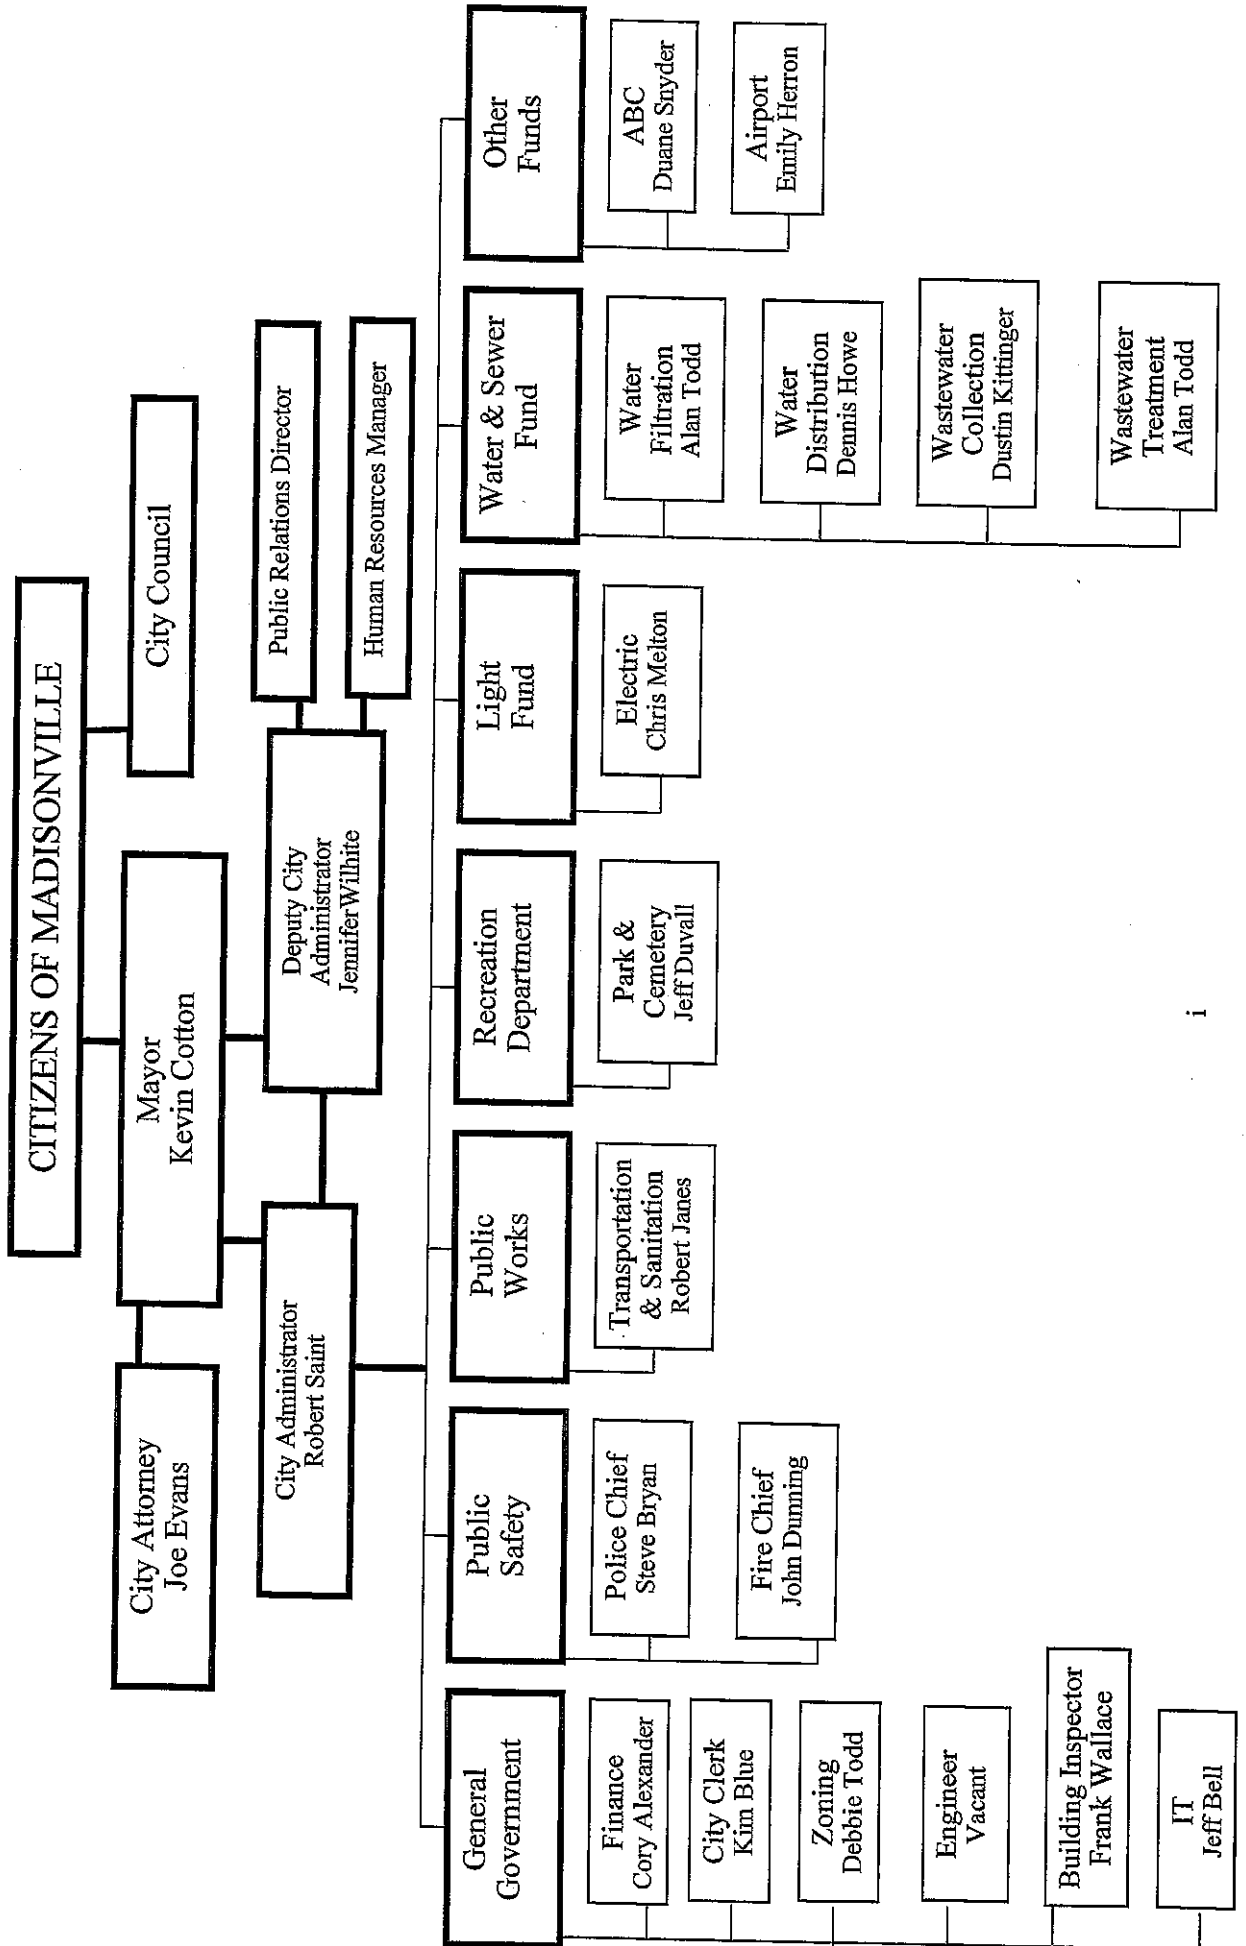 CITIZENS OF MADISONVILLE
City Attorney
Joe Evans
Mayor
Kevin Cotton
City Council
City Administrator
Robert Saint
Deputy City
Administrator
JenniferWilhite
Public Relations Director
Human Resources Manager
General
Government
Finance
Cory Alexander
City Clerk
Kim Blue
Zoning
Debbie Todd
Engineer
Vacant
Building Inspector
Frank Wallace
IT
Jeff Bell
Public
Safety
Police Chief
Steve Bryan
Fire Chief
John Dunning
Public
Works
Transportation
& Sanitation
Robert Janes
Recreation
Department
Park &
Cemetery
Jeff Duvall
Light
Fund
Electric
Chris Melton
Water & Sewer
Fund
Water
Filtration
Alan Todd
Water
Distribution
Dennis Howe
Wastewater
Collection
Dustin Kittinger
Wastewater
Treatment
Alan Todd
Other
Funds
ABC
Duane Snyder
Airport
Emily Herron
i